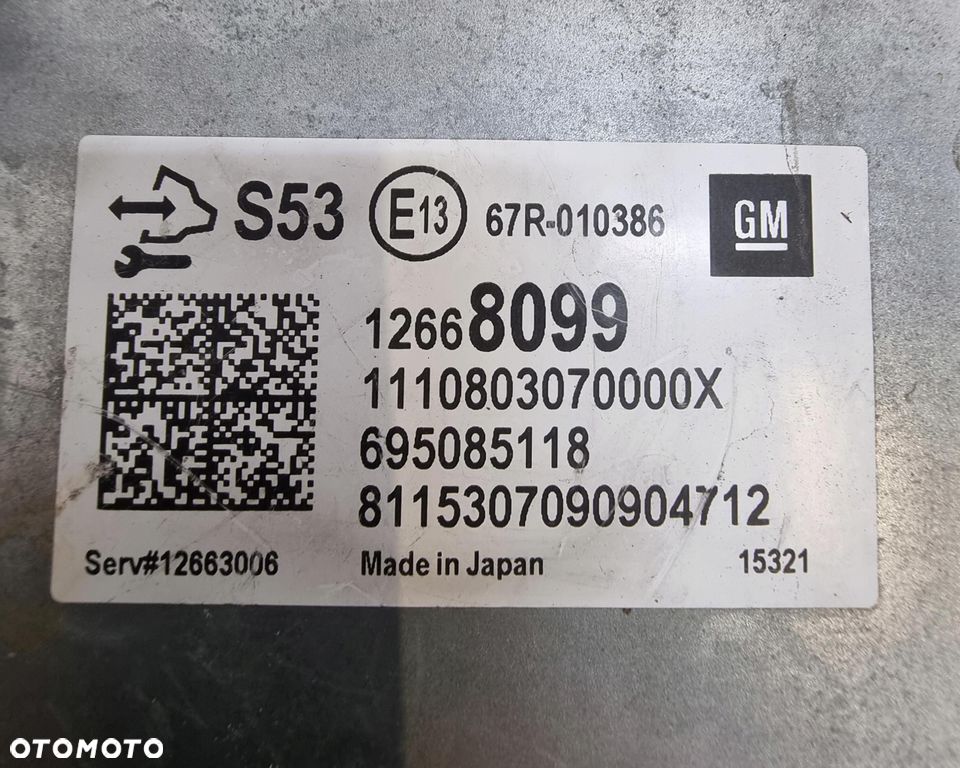 S53 E13 67R-010386 GM
12668099
1110803070000X
695085118
8115307090904712
Serv#12663006 Made in Japan 15321
OTOMOTO